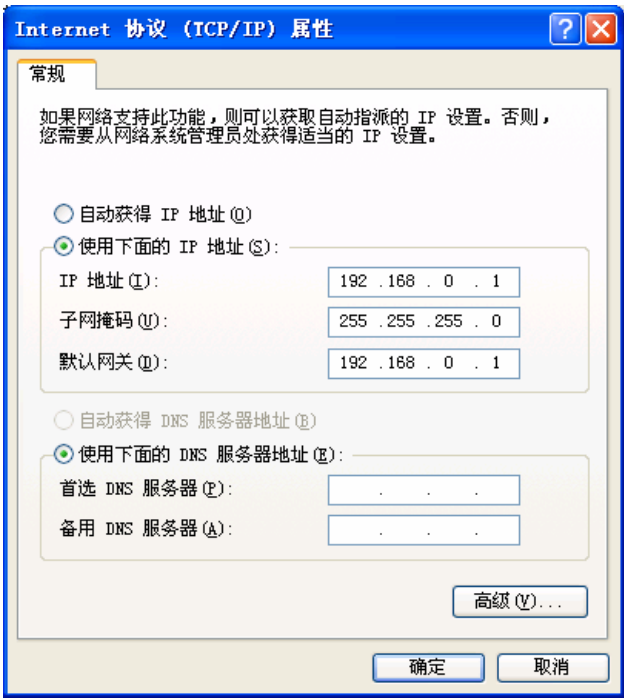 Internet 协议 (TCP/IP) 属性
常规
如果网络支持此功能，则可以获取自动指派的 IP 设置。否则，
您需要从网络系统管理员处获得适当的 IP 设置。
自动获得 IP 地址(O)
使用下面的 IP 地址(S):
IP 地址(I): 192 .168 . 0 . 1
子网掩码(U): 255 .255 .255 . 0
默认网关(D): 192 .168 . 0 . 1
自动获得 DNS 服务器地址(B)
使用下面的 DNS 服务器地址(E):
首选 DNS 服务器(P): . . .
备用 DNS 服务器(A): . . .
高级(V)...
确定 取消